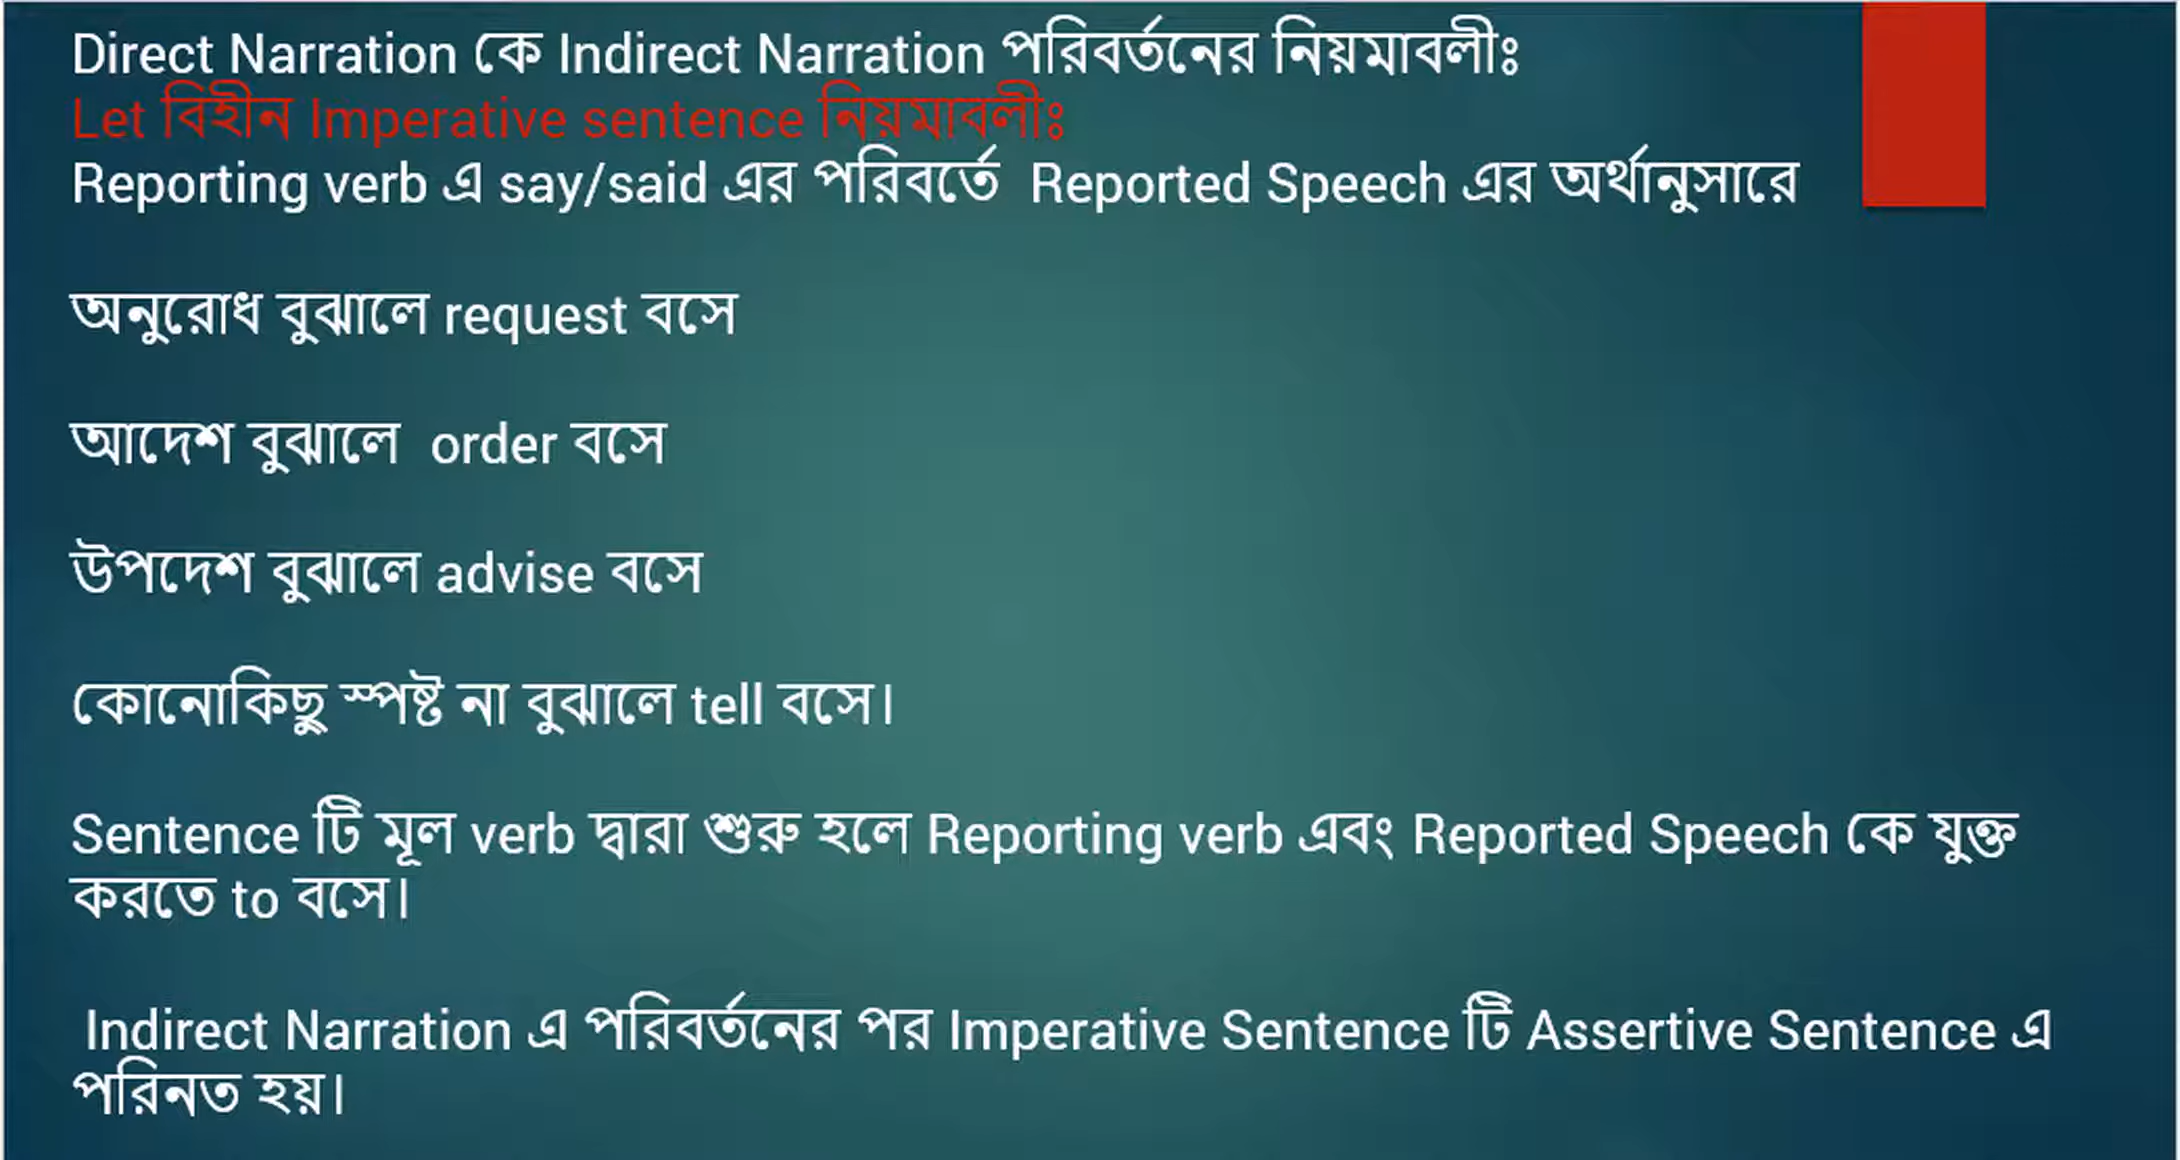 Direct Narration কে Indirect Narration পরিবর্তনের নিয়মাবলীঃ
Let বিহীন Imperative sentence নিয়মাবলীঃ
Reporting verb এ say/said এর পরিবর্তে Reported Speech এর অর্থানুসারে
অনুরোধ বুঝালে request বসে
আদেশ বুঝালে order বসে
উপদেশ বুঝালে advise বসে
কোনোকিছু স্পষ্ট না বুঝালে tell বসে।
Sentence টি মূল verb দ্বারা শুরু হলে Reporting verb এবং Reported Speech কে যুক্ত
করতে to বসে।
Indirect Narration এ পরিবর্তনের পর Imperative Sentence টি Assertive Sentence এ
পরিনত হয়।